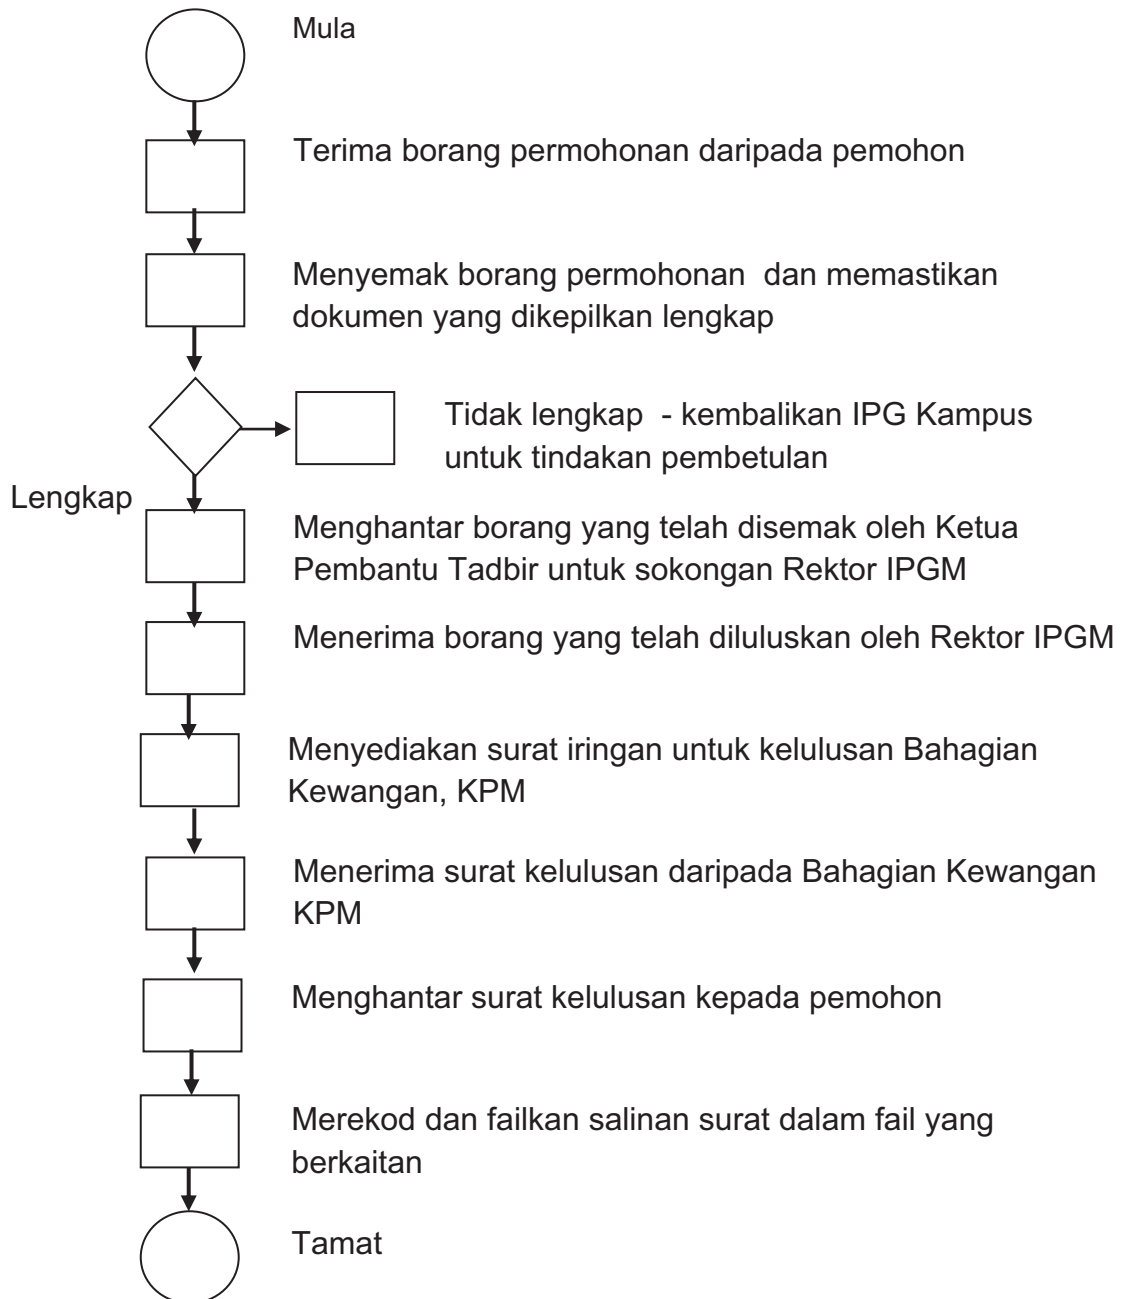 Mula
Terima borang permohonan daripada pemohon
Menyemak borang permohonan  dan memastikan
dokumen yang dikepilkan lengkap
Tidak lengkap  - kembalikan IPG Kampus
untuk tindakan pembetulan
Lengkap
Menghantar borang yang telah disemak oleh Ketua
Pembantu Tadbir untuk sokongan Rektor IPGM
Menerima borang yang telah diluluskan oleh Rektor IPGM
Menyediakan surat iringan untuk kelulusan Bahagian
Kewangan, KPM
Menerima surat kelulusan daripada Bahagian Kewangan
KPM
Menghantar surat kelulusan kepada pemohon
Merekod dan failkan salinan surat dalam fail yang
berkaitan
Tamat